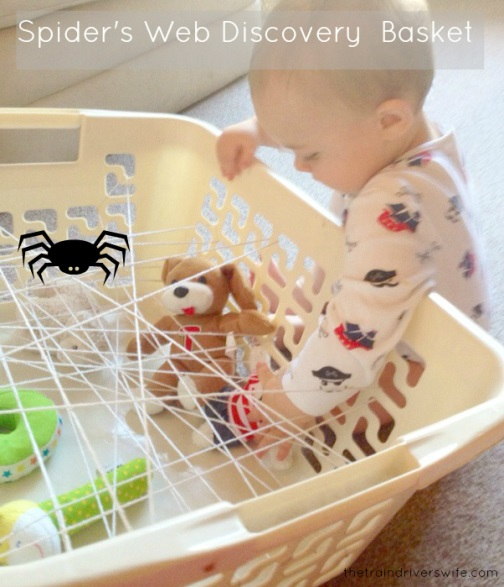 Spider's Web Discovery Basket
thetraindriverswife.com